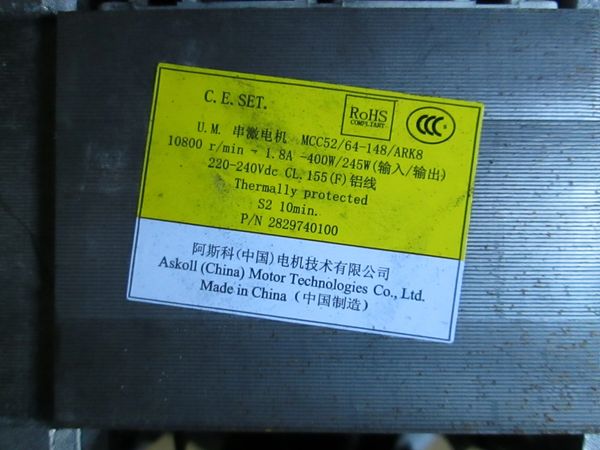 C.E.SET.
RoHS
COMPLIANT
CCC
U.M. 串激电机 MCC52/64-148/ARK8
10800 r/min - 1.8A -400W/245W(输入/输出)
220-240Vdc CL.155(F)铝线
Thermally protected
S2 10min.
P/N 2829740100
阿斯科(中国)电机技术有限公司
Askoll (China) Motor Technologies Co., Ltd.
Made in China (中国制造)